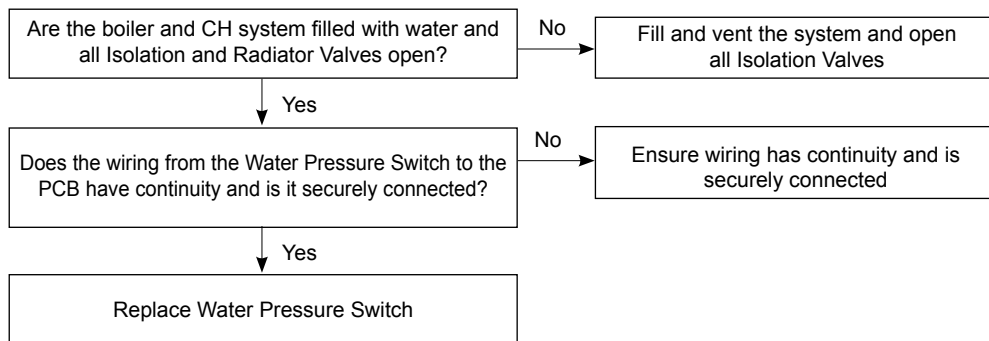 Are the boiler and CH system filled with water and
all Isolation and Radiator Valves open?
No
Fill and vent the system and open
all Isolation Valves
Yes
Does the wiring from the Water Pressure Switch to the
PCB have continuity and is it securely connected?
No
Ensure wiring has continuity and is
securely connected
Yes
Replace Water Pressure Switch